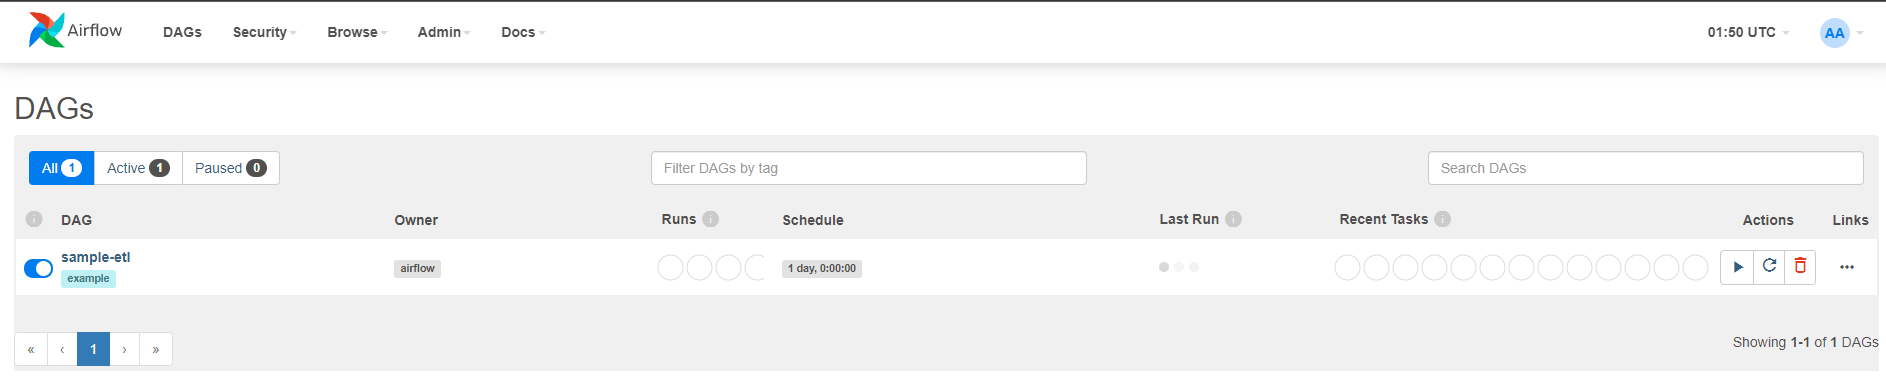 Airflow DAGs Security Browse Admin Docs 01:50 UTC AA
DAGs
All 1 Active 1 Paused 0 Filter DAGs by tag Search DAGs
i DAG Owner Runs i Schedule Last Run i Recent Tasks i Actions Links
sample-etl
airflow 1 day, 0:00:00
example
« ‹ 1 › » Showing 1-1 of 1 DAGs